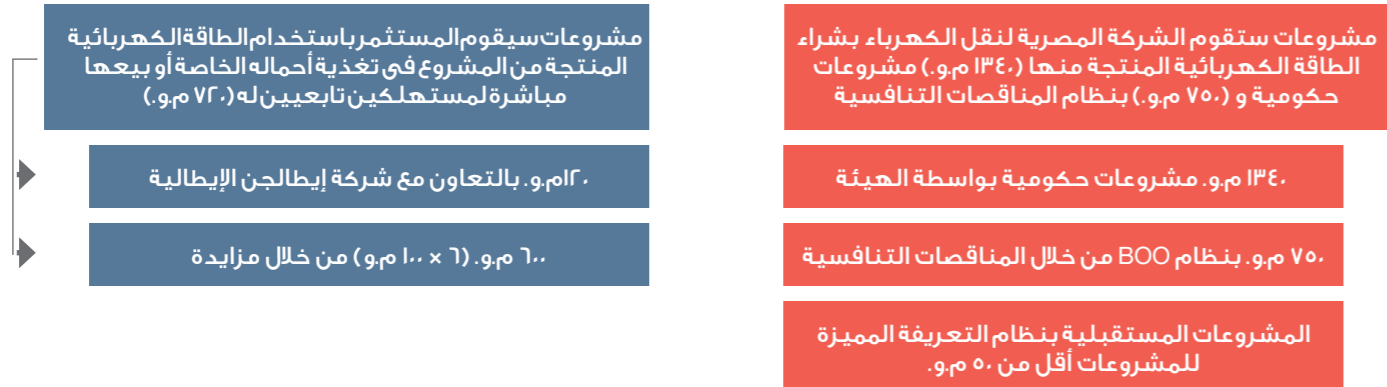 مشروعات ستقوم الشركة المصرية لنقل الكهرباء بشراء
الطاقة الكهربائية المنتجة منها (١٣٤٠ م.و.) مشروعات
حكومية و (٧٥٠ م.و.) بنظام المناقصات التنافسية
١٣٤٠ م.و. مشروعات حكومية بواسطة الهيئة
٧٥٠ م.و. بنظام BOO من خلال المناقصات التنافسية
المشروعات المستقبلية بنظام التعريفة المميزة
للمشروعات أقل من ٥٠ م.و.
مشروعات سيقوم المستثمر باستخدام الطاقة الكهربائية
المنتجة من المشروع فى تغذية أحماله الخاصة أو بيعها
مباشرة لمستهلكين تابعيين له (٧٢٠ م.و.)
١٢٠م.و. بالتعاون مع شركة إيطالجن الإيطالية
٦٠٠ م.و. (٦ × ١٠٠ م.و) من خلال مزايدة